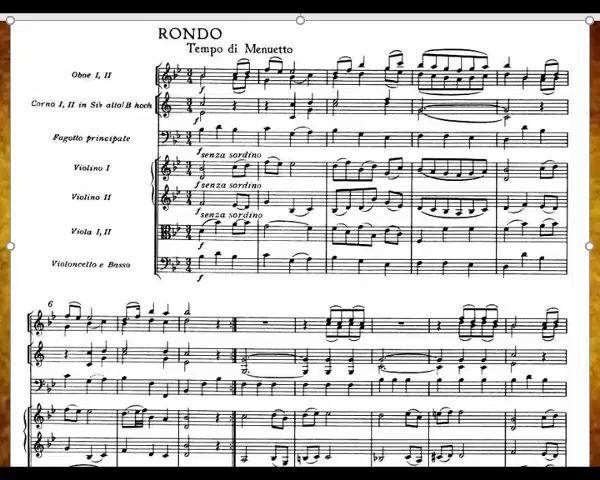 RONDO
Tempo di Menuetto
Oboe I, II
Corno I, II in Si♭ alto/B hoch
Fagotto principale
Violino I
senza sordino
Violino II
senza sordino
Viola I, II
senza sordino
Violoncello e Basso
f
6